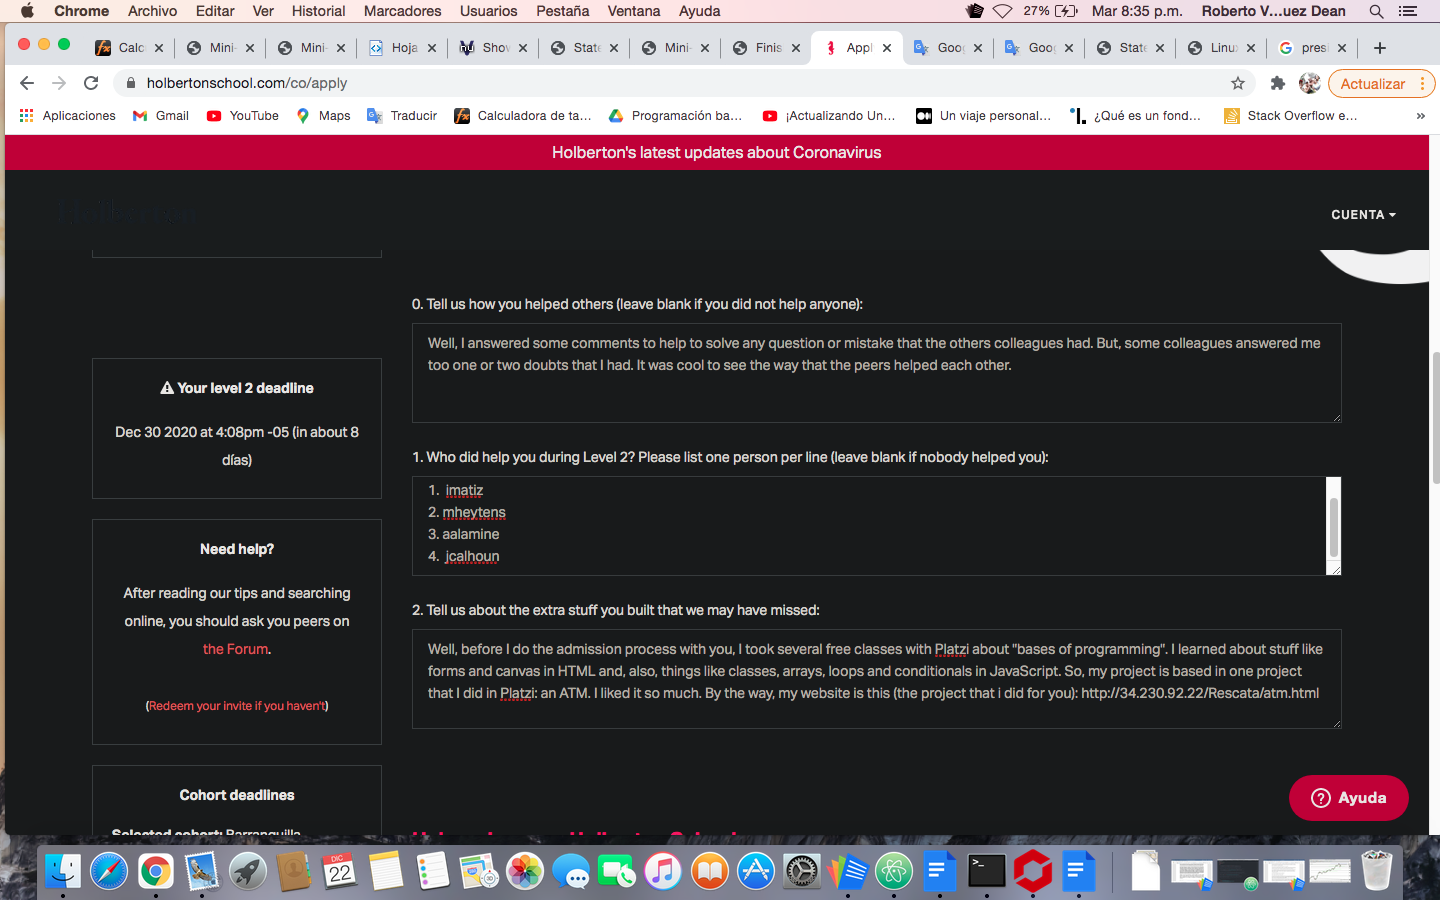 Chrome Archivo Editar Ver Historial Marcadores Usuarios Pestaña Ventana Ayuda 27% Mar 8:35 p.m. Roberto V...uez Dean
Calc Mini- Mini- Hoja Shov State Mini- Finis Appl Goog Goog State Linu presu
holbertonschool.com/co/apply Actualizar
Aplicaciones Gmail YouTube Maps Traducir Calculadora de ta... Programación ba... ¡Actualizando Un... Un viaje personal... ¿Qué es un fond... Stack Overflow e... »
Holberton's latest updates about Coronavirus
CUENTA
0. Tell us how you helped others (leave blank if you did not help anyone):
Well, I answered some comments to help to solve any question or mistake that the others colleagues had. But, some colleagues answered me
too one or two doubts that I had. It was cool to see the way that the peers helped each other.
Your level 2 deadline
Dec 30 2020 at 4:08pm -05 (in about 8
días)
1. Who did help you during Level 2? Please list one person per line (leave blank if nobody helped you):
1. imatiz
2. mheytens
3. aalamine
4. jcalhoun
Need help?
After reading our tips and searching
online, you should ask you peers on
the Forum.
(Redeem your invite if you haven't)
2. Tell us about the extra stuff you built that we may have missed:
Well, before I do the admission process with you, I took several free classes with Platzi about "bases of programming". I learned about stuff like
forms and canvas in HTML and, also, things like classes, arrays, loops and conditionals in JavaScript. So, my project is based in one project
that I did in Platzi: an ATM. I liked it so much. By the way, my website is this (the project that i did for you): http://34.230.92.22/Rescata/atm.html
Cohort deadlines
Selected cohort: Barranquilla
Ayuda
DIC
22